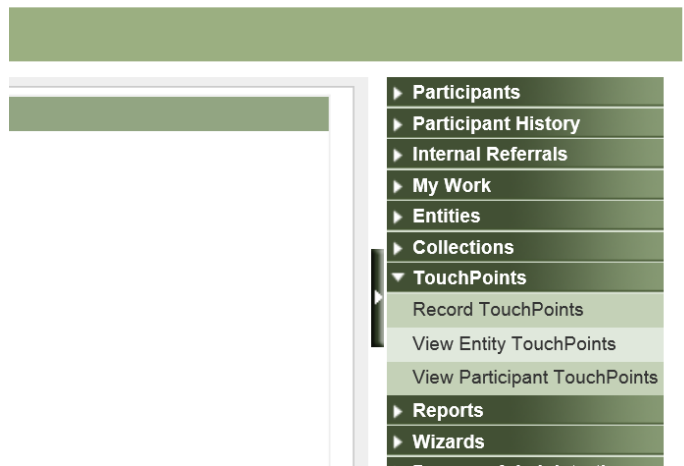 Participants
Participant History
Internal Referrals
My Work
Entities
Collections
TouchPoints
Record TouchPoints
View Entity TouchPoints
View Participant TouchPoints
Reports
Wizards